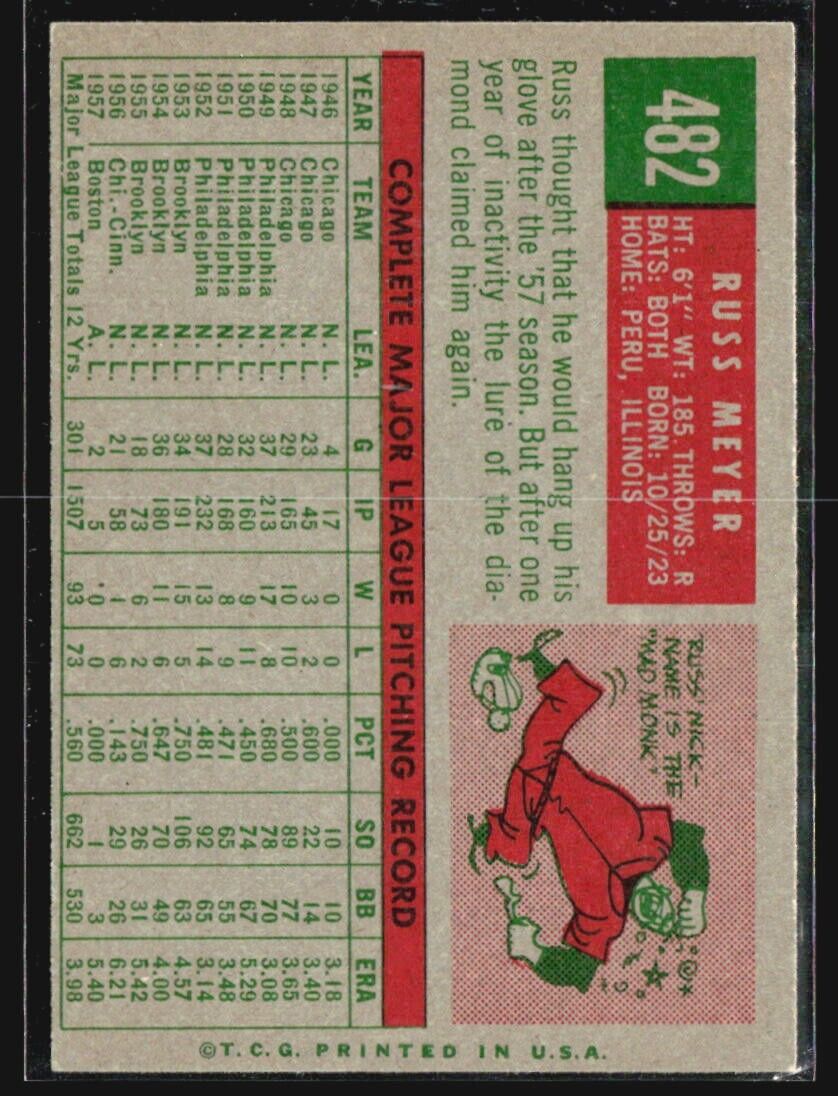 482
RUSS MEYER
HT: 6'1" WT: 185 THROWS: R
BATS: BOTH BORN: 10/25/23
HOME: PERU, ILLINOIS
Russ thought that he would hang up his
glove after the '57 season. But after one
year of inactivity the lure of the dia-
mond claimed him again.
RUSS' NICK-
NAME IS THE
"MAD MONK"
COMPLETE MAJOR LEAGUE PITCHING RECORD
YEAR TEAM LEA. G IP W L PCT SO BB ERA
1946 Chicago N. L. 4 17 0 0 .000 10 10 3.18
1947 Chicago N. L. 23 45 3 2 .600 22 14 3.40
1948 Chicago N. L. 29 165 10 10 .500 89 77 3.65
1949 Philadelphia N. L. 37 213 17 8 .680 78 70 3.08
1950 Philadelphia N. L. 32 160 9 11 .450 74 67 5.29
1951 Philadelphia N. L. 28 168 8 9 .471 65 55 3.48
1952 Philadelphia N. L. 37 232 13 14 .481 92 65 3.14
1953 Brooklyn N. L. 34 191 15 5 .750 106 63 4.57
1954 Brooklyn N. L. 36 180 11 6 .647 70 49 4.00
1955 Brooklyn N. L. 18 73 6 2 .750 26 31 5.42
1956 Chi.-Cinn. N. L. 21 58 1 6 .143 29 26 6.21
1957 Boston A. L. 2 5 0 0 .000 1 3 5.40
Major League Totals 12 Yrs. 301 1507 93 73 .560 662 530 3.98
©T.C.G. PRINTED IN U.S.A.